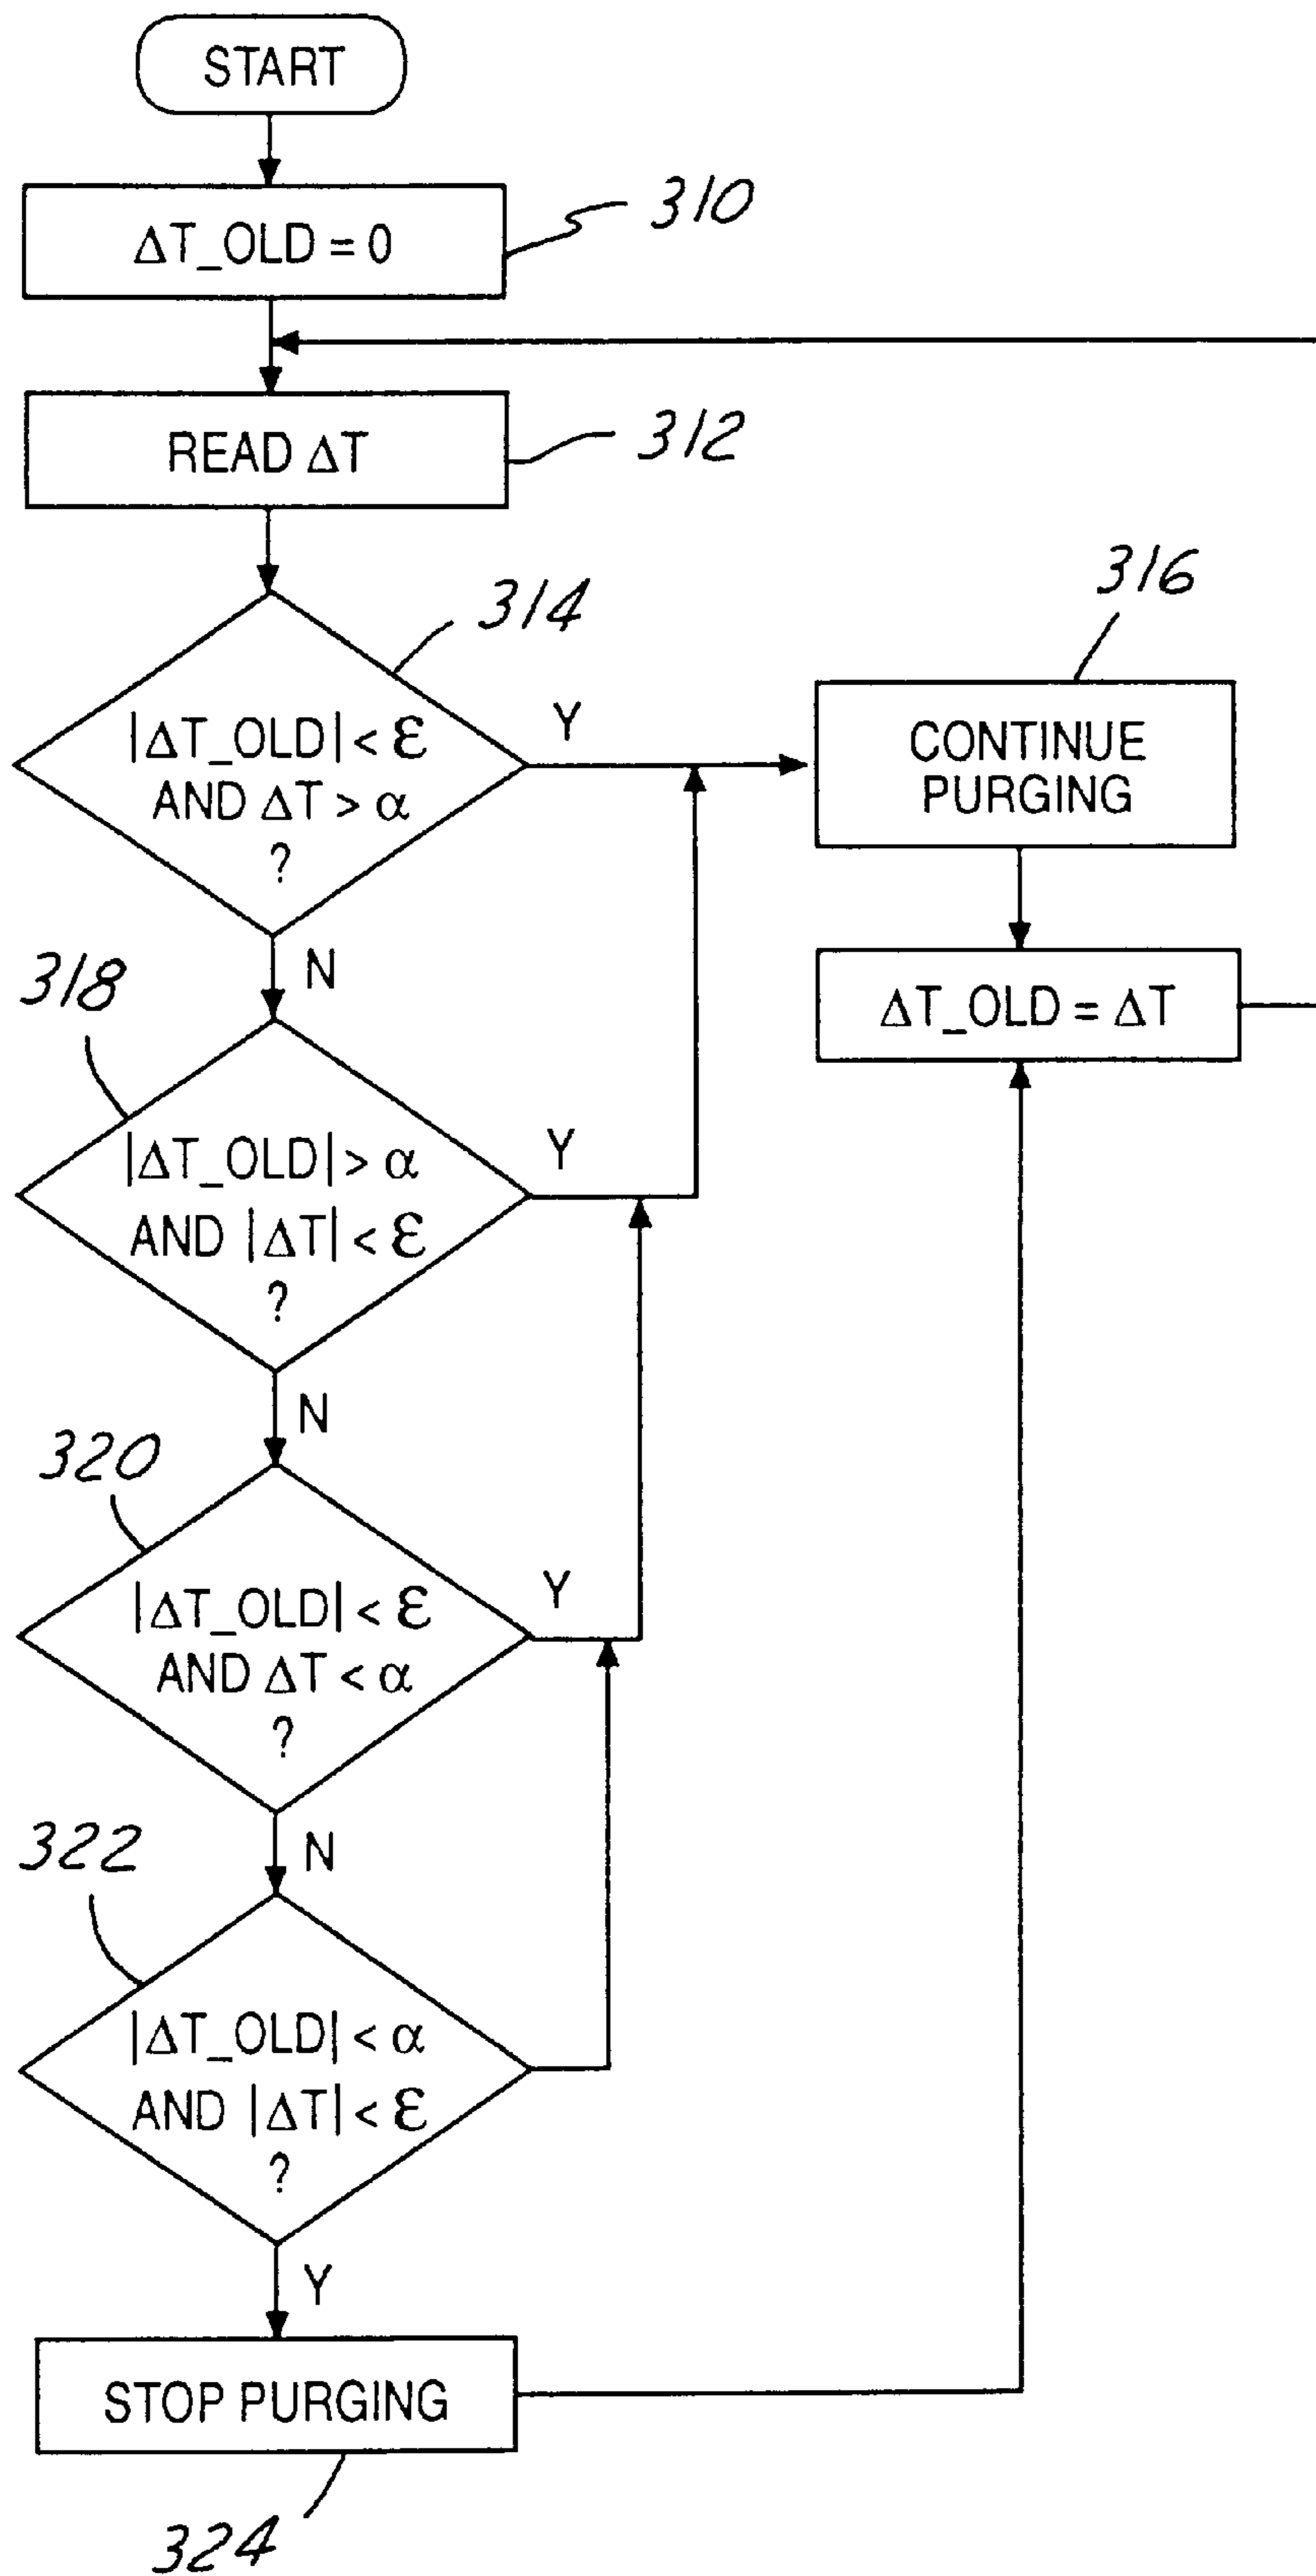 START
ΔT_OLD = 0
310
READ ΔT
312
314
|ΔT_OLD| < ε
AND ΔT > α
?
Y
N
316
CONTINUE
PURGING
ΔT_OLD = ΔT
318
|ΔT_OLD| > α
AND |ΔT| < ε
?
Y
N
320
|ΔT_OLD| < ε
AND ΔT < α
?
Y
N
322
|ΔT_OLD| < α
AND |ΔT| < ε
?
Y
STOP PURGING
324